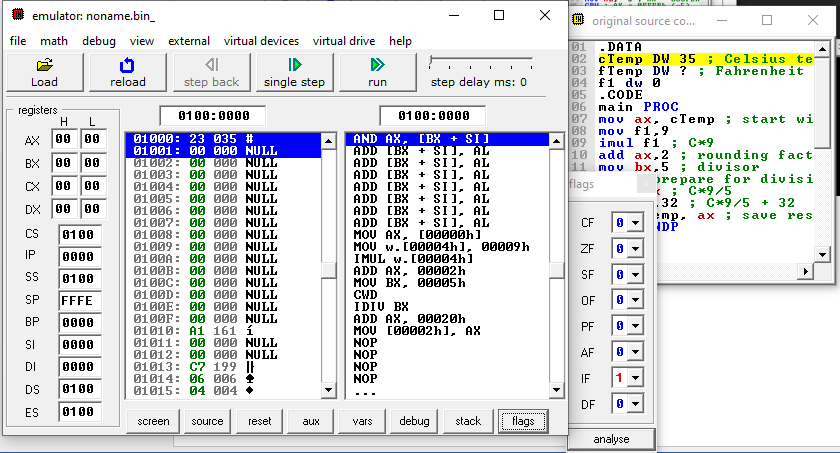 emulator: noname.bin_
file math debug view external virtual devices virtual drive help
Load reload step back single step run step delay ms: 0
registers
H L
AX 00 00
BX 00 00
CX 00 00
DX 00 00
CS 0100
IP 0000
SS 0100
SP FFFE
BP 0000
SI 0000
DI 0000
DS 0100
ES 0100
0100:0000
01000: 23 035 #
01001: 00 000 NULL
01002: 00 000 NULL
01003: 00 000 NULL
01004: 00 000 NULL
01005: 00 000 NULL
01006: 00 000 NULL
01007: 00 000 NULL
01008: 00 000 NULL
01009: 00 000 NULL
0100A: 00 000 NULL
0100B: 00 000 NULL
0100C: 00 000 NULL
0100D: 00 000 NULL
0100E: 00 000 NULL
0100F: 00 000 NULL
01010: A1 161 í
01011: 00 000 NULL
01012: 00 000 NULL
01013: C7 199 ╟
01014: 06 006 ♠
01015: 04 004 ♦
0100:0000
AND AX, [BX + SI]
ADD [BX + SI], AL
ADD [BX + SI], AL
ADD [BX + SI], AL
ADD [BX + SI], AL
ADD [BX + SI], AL
ADD [BX + SI], AL
ADD [BX + SI], AL
MOV AX, [00000h]
MOV w.[00004h], 00009h
IMUL w.[00004h]
ADD AX, 00002h
MOV BX, 00005h
CWD
IDIV BX
ADD AX, 00020h
MOV [00002h], AX
NOP
NOP
NOP
NOP
...
screen source reset aux vars debug stack flags
original source co...
01 .DATA
02 cTemp DW 35 ; Celsius te
03 fTemp DW ? ; Fahrenheit
04 f1 dw 0
05 .CODE
06 main PROC
07 mov ax, cTemp ; start wi
08 mov f1,9
09 imul f1 ; C*9
10 add ax,2 ; rounding fact
11 mov bx,5 ; divisor
repare for divisi
; C*9/5
.32 ; C*9/5 + 32
temp, ax ; save res
NDP
flags
CF 0
ZF 0
SF 0
OF 0
PF 0
AF 0
IF 1
DF 0
analyse